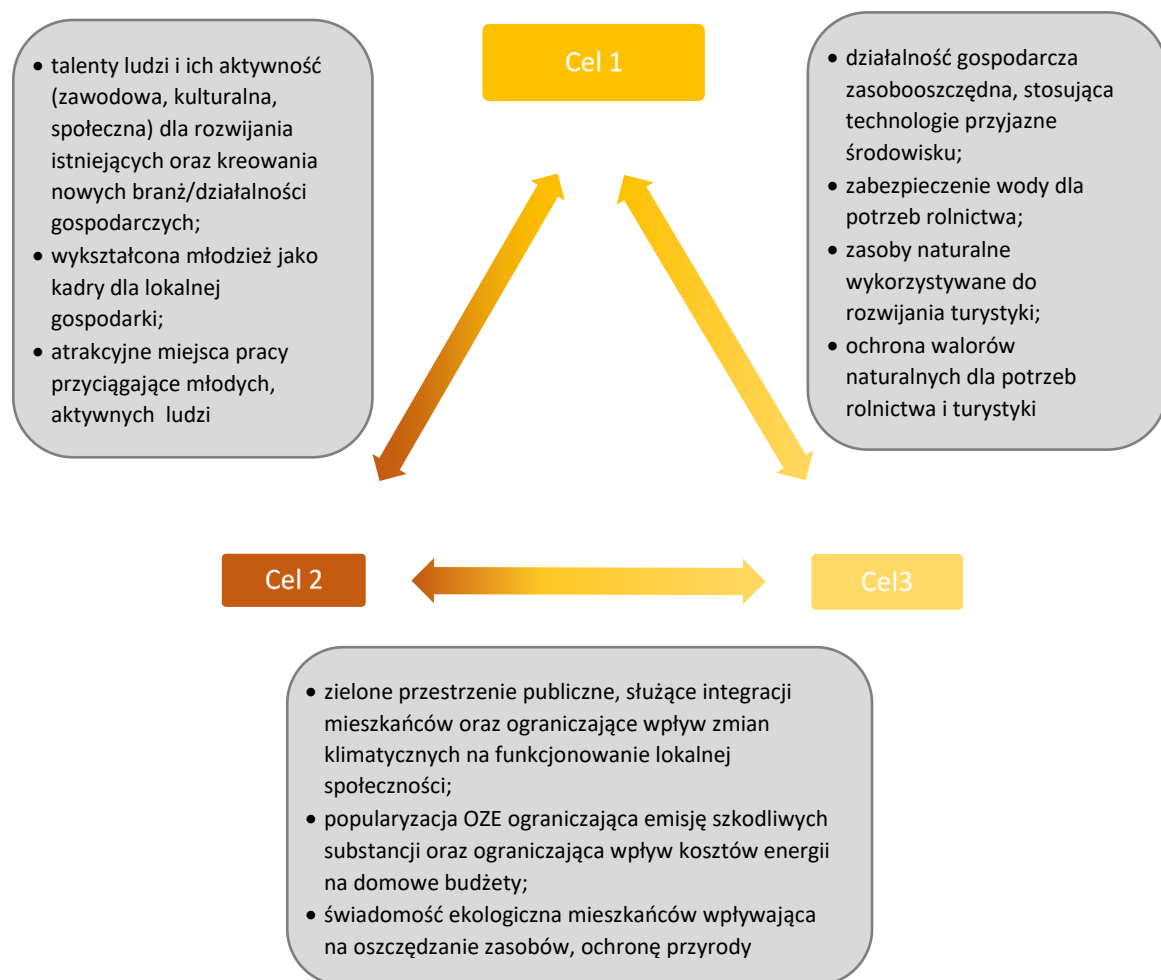 • talenty ludzi i ich aktywność
(zawodowa, kulturalna,
społeczna) dla rozwijania
istniejących oraz kreowania
nowych branż/działalności
gospodarczych;
• wykształcona młodzież jako
kadry dla lokalnej
gospodarki;
• atrakcyjne miejsca pracy
przyciągające młodych,
aktywnych ludzi
Cel 1
• działalność gospodarcza
zasobooszczędna, stosująca
technologie przyjazne
środowisku;
• zabezpieczenie wody dla
potrzeb rolnictwa;
• zasoby naturalne
wykorzystywane do
rozwijania turystyki;
• ochrona walorów
naturalnych dla potrzeb
rolnictwa i turystyki
Cel 2
Cel3
• zielone przestrzenie publiczne, służące integracji
mieszkańców oraz ograniczające wpływ zmian
klimatycznych na funkcjonowanie lokalnej
społeczności;
• popularyzacja OZE ograniczająca emisję szkodliwych
substancji oraz ograniczająca wpływ kosztów energii
na domowe budżety;
• świadomość ekologiczna mieszkańców wpływająca
na oszczędzanie zasobów, ochronę przyrody